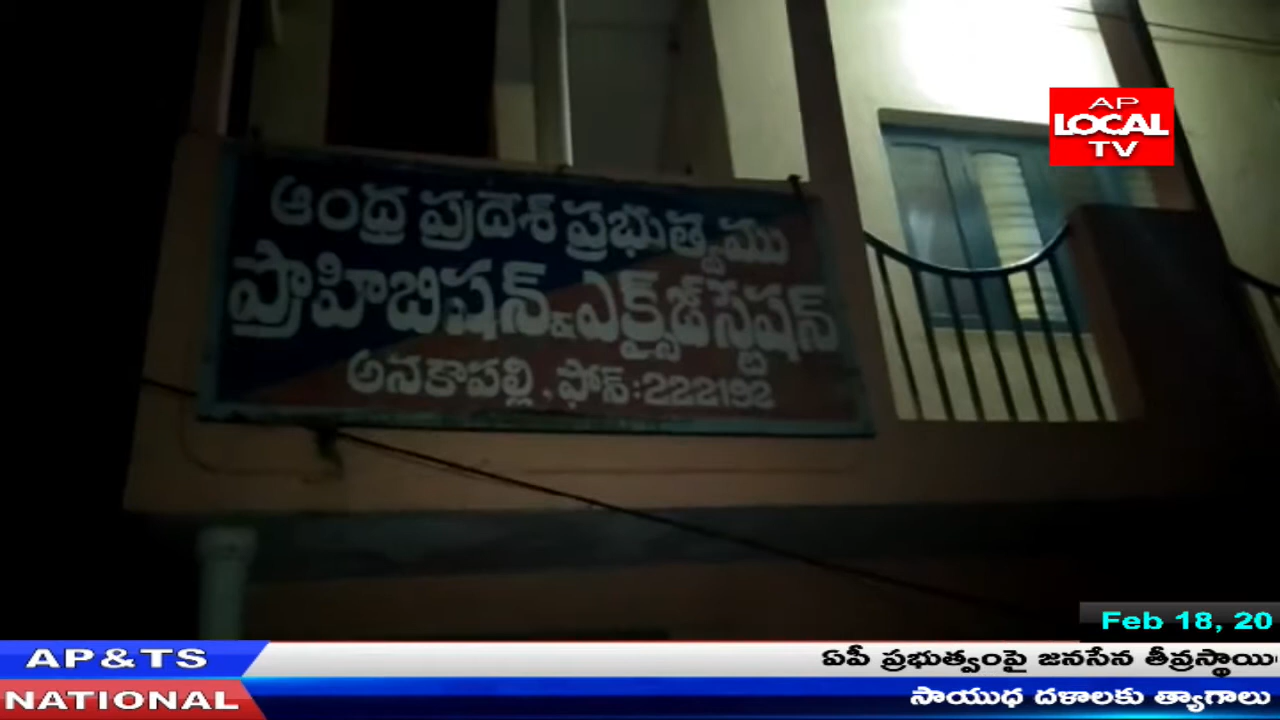 AP
LOCAL
TV
ఆంధ్ర ప్రదేశ్ ప్రభుత్వము
ప్రొహిబిషన్ & ఎక్సైజ్ స్టేషన్
అనకాపల్లి, ఫోన్: 222192
Feb 18, 20
AP&TS
ఏపీ ప్రభుత్వంపై జనసేన తీవ్రస్థాయి
NATIONAL
సాయుధ దళాలకు త్యాగాలు